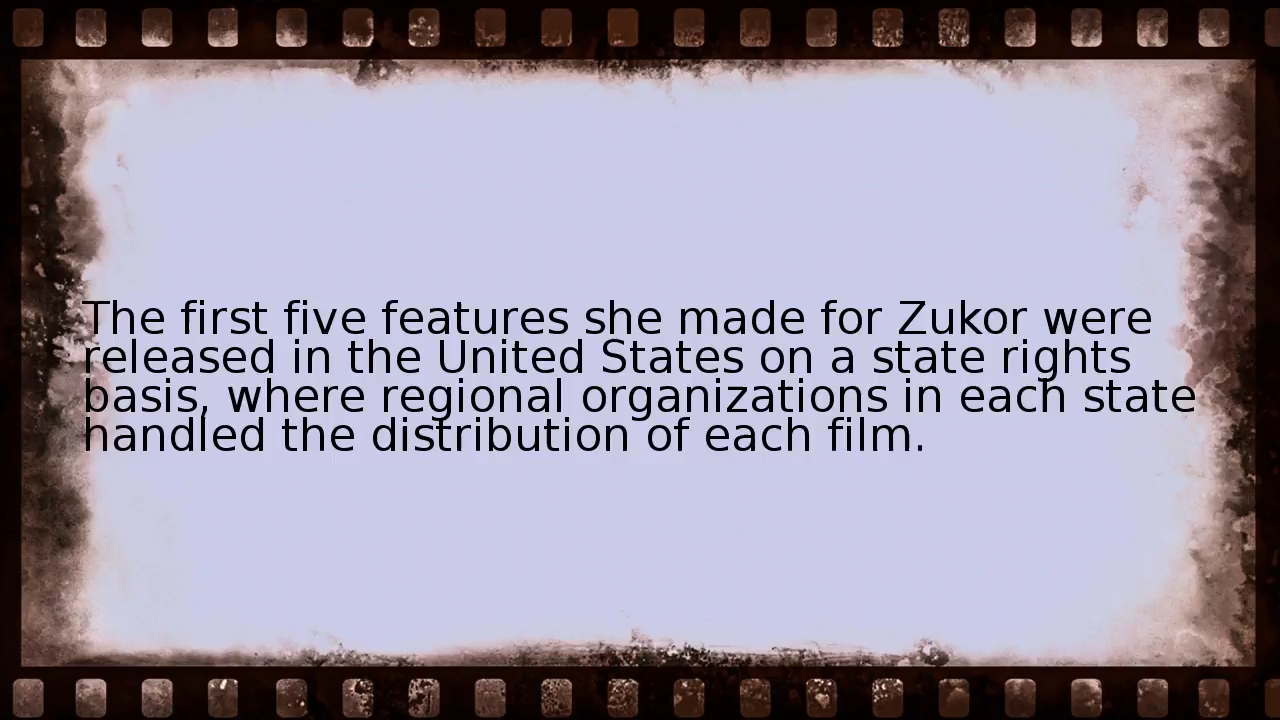 The first five features she made for Zukor were
released in the United States on a state rights
basis, where regional organizations in each state
handled the distribution of each film.